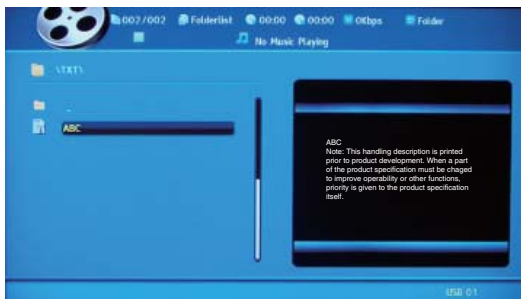 002/002 Folderlist 00:00 00:00 0Kbps Folder
No Music Playing
\TXT\
..
ABC
ABC
Note: This handling description is printed
prior to product development. When a part
of the product specification must be chaged
to improve operability or other functions,
priority is given to the product specification
itself.
USB 01